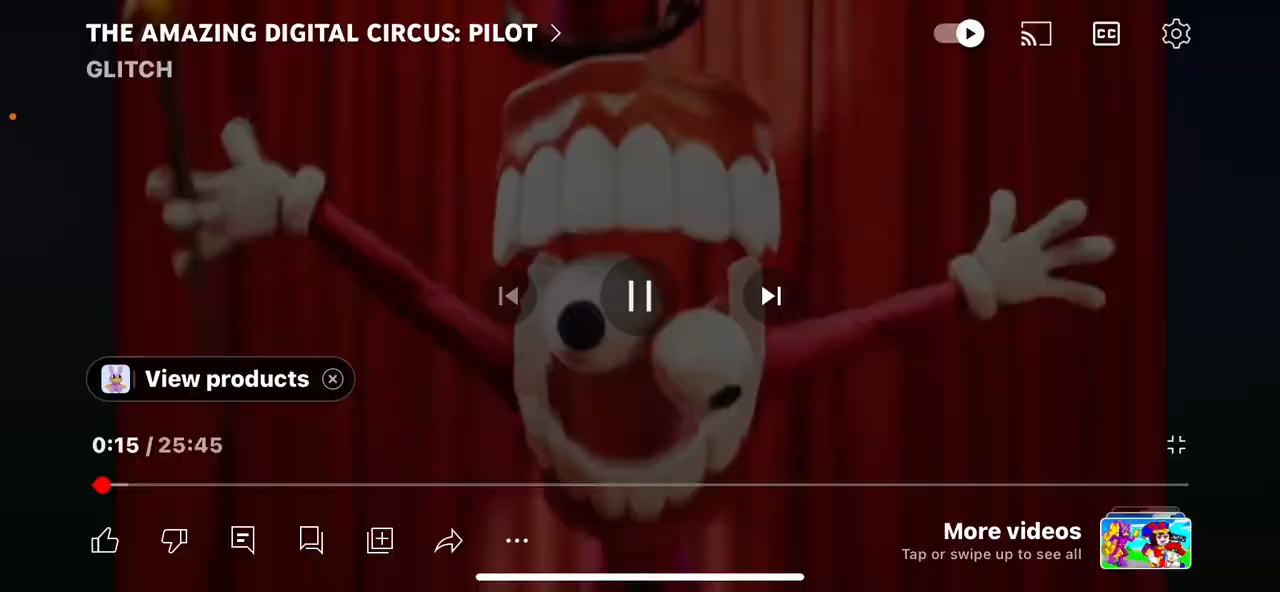 THE AMAZING DIGITAL CIRCUS: PILOT
GLITCH
CC
View products
0:15 / 25:45
More videos
Tap or swipe up to see all